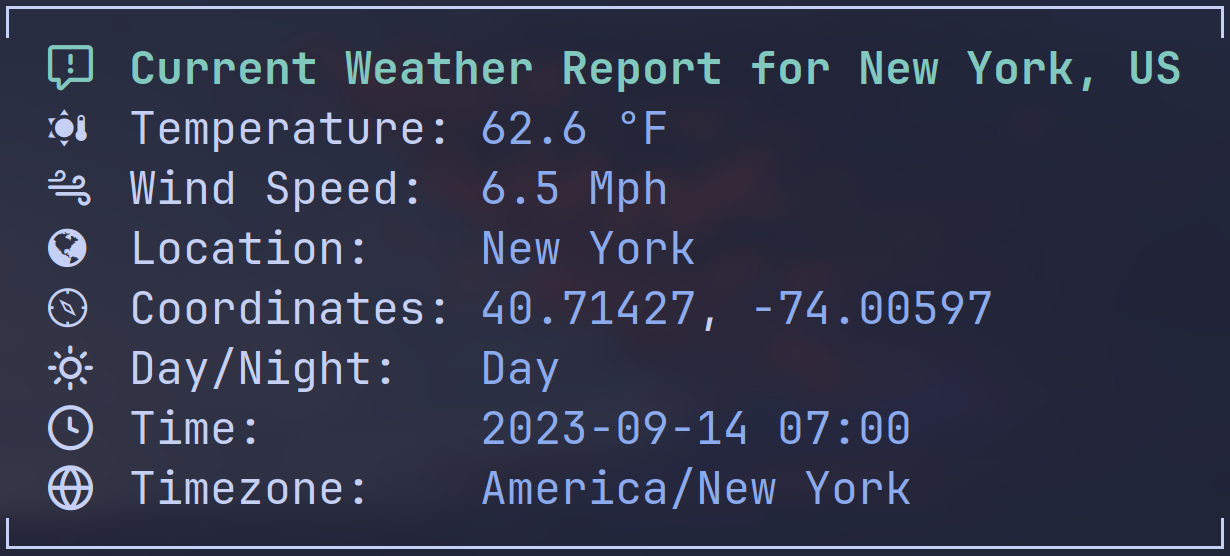 Current Weather Report for New York, US
Temperature: 62.6 °F
Wind Speed: 6.5 Mph
Location: New York
Coordinates: 40.71427, -74.00597
Day/Night: Day
Time: 2023-09-14 07:00
Timezone: America/New York